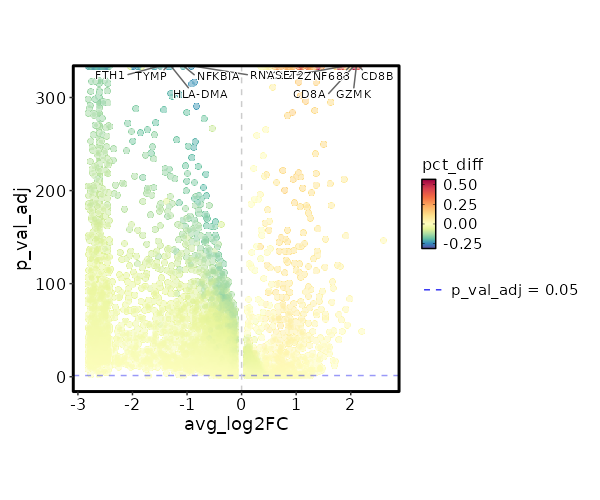 FTH1 TYMP NFKBIA RNASET2 ZNF683 CD8B
HLA-DMA CD8A GZMK
p_val_adj
300
200
100
0
-3 -2 -1 0 1 2
avg_log2FC
pct_diff
0.50
0.25
0.00
-0.25
p_val_adj = 0.05